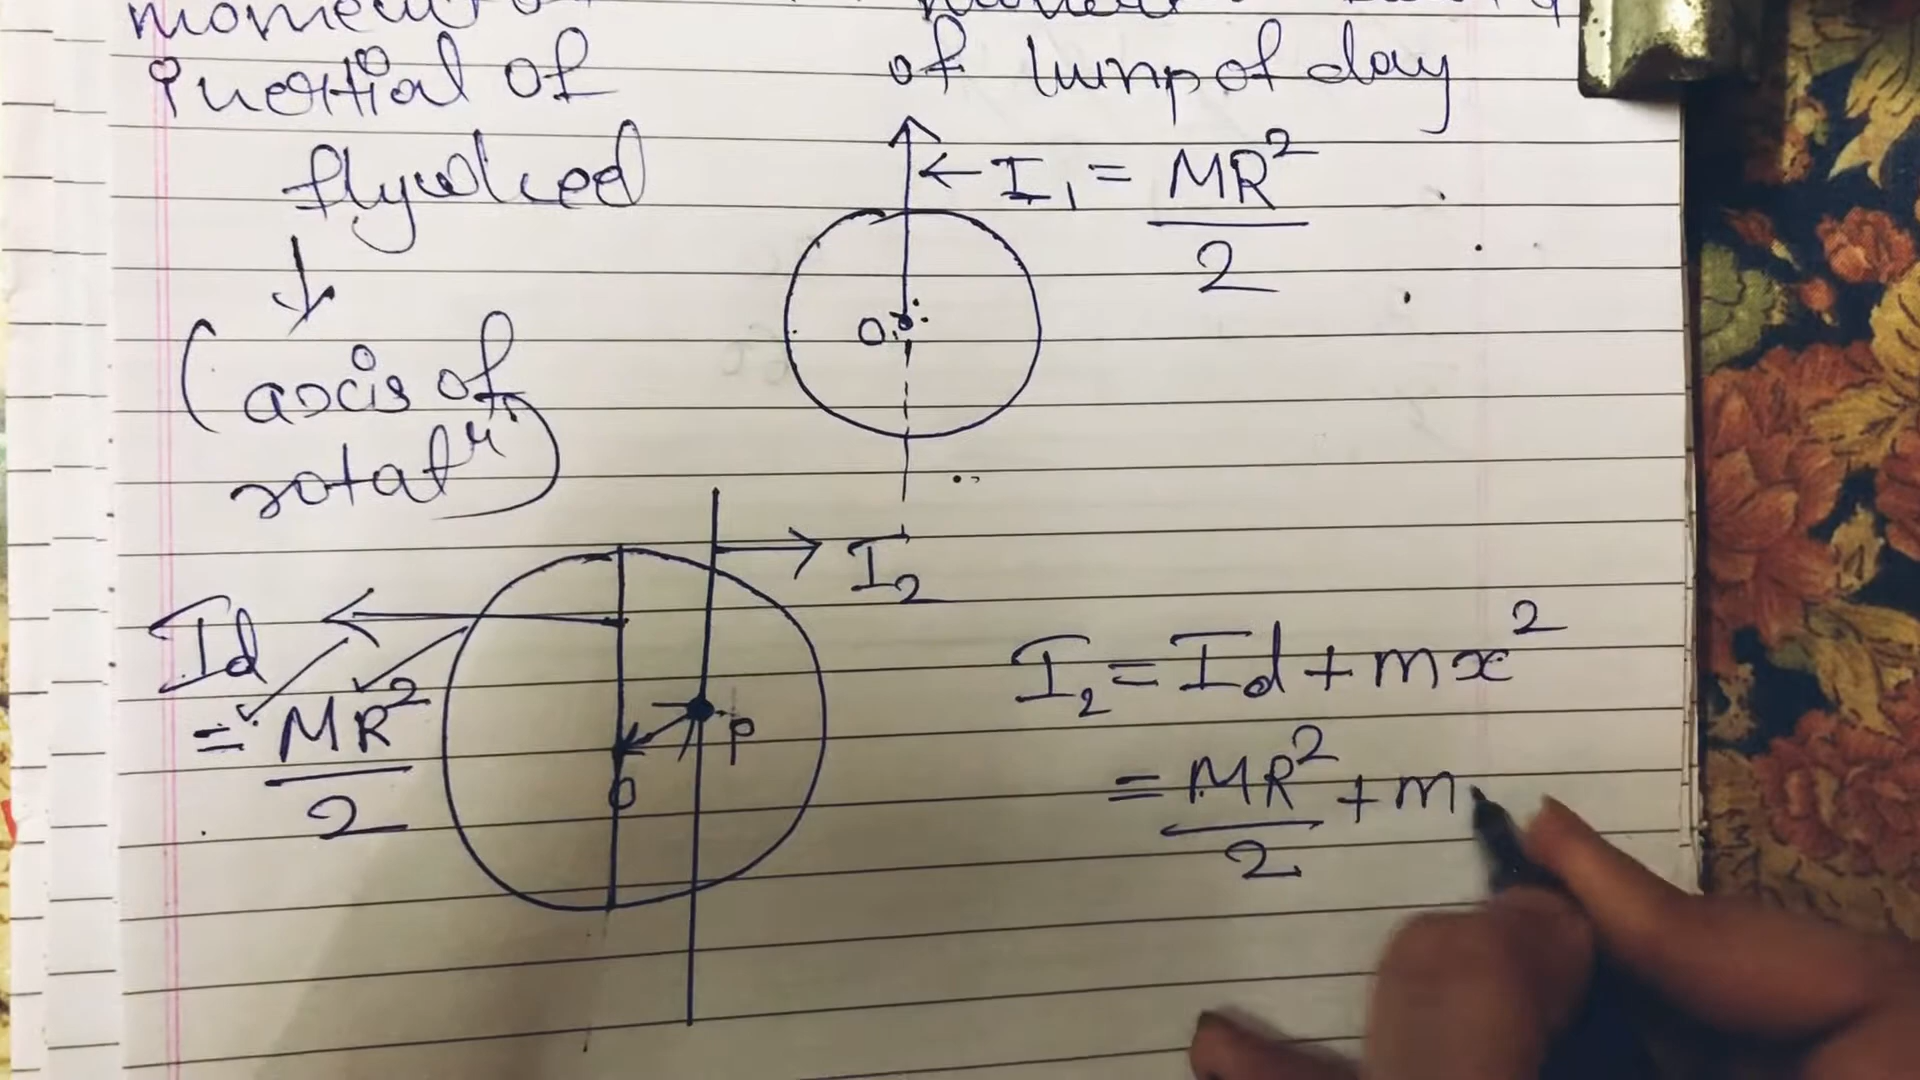 inertial of
flywheel
(axis of
rotatⁿ)
of lump of clay
← I₁ = MR²/2
O
→ I₂
Id
= MR²/2
P
O
I₂ = Id + mx²
= MR²/2 + m